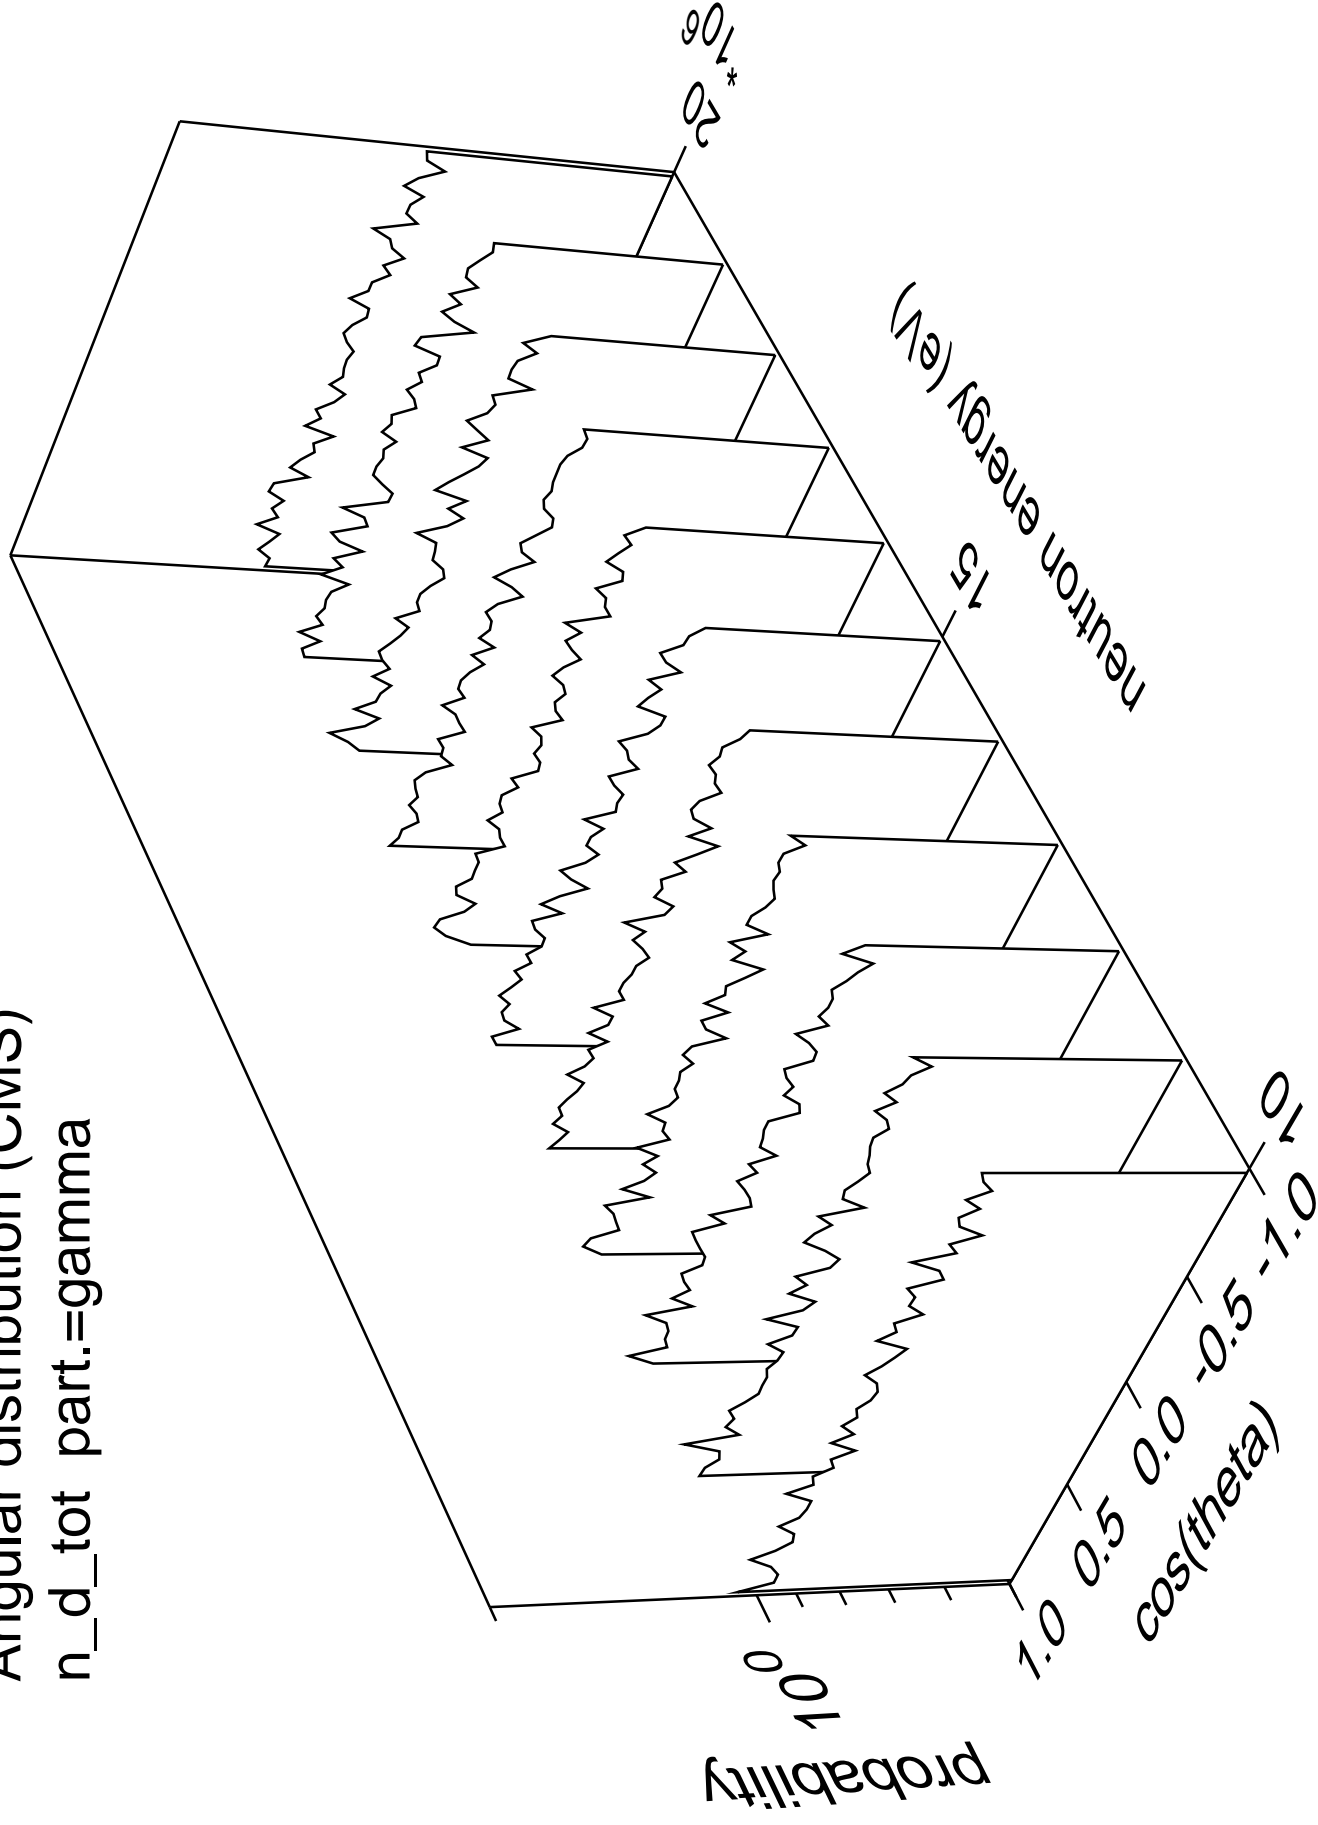 Angular distribution (CMS)
n_d_tot part.=gamma
probability
10 0
1.0 0.5 0.0 -0.5 -1.0
cos(theta)
10 15 20 * 10 6
neutron energy (eV)